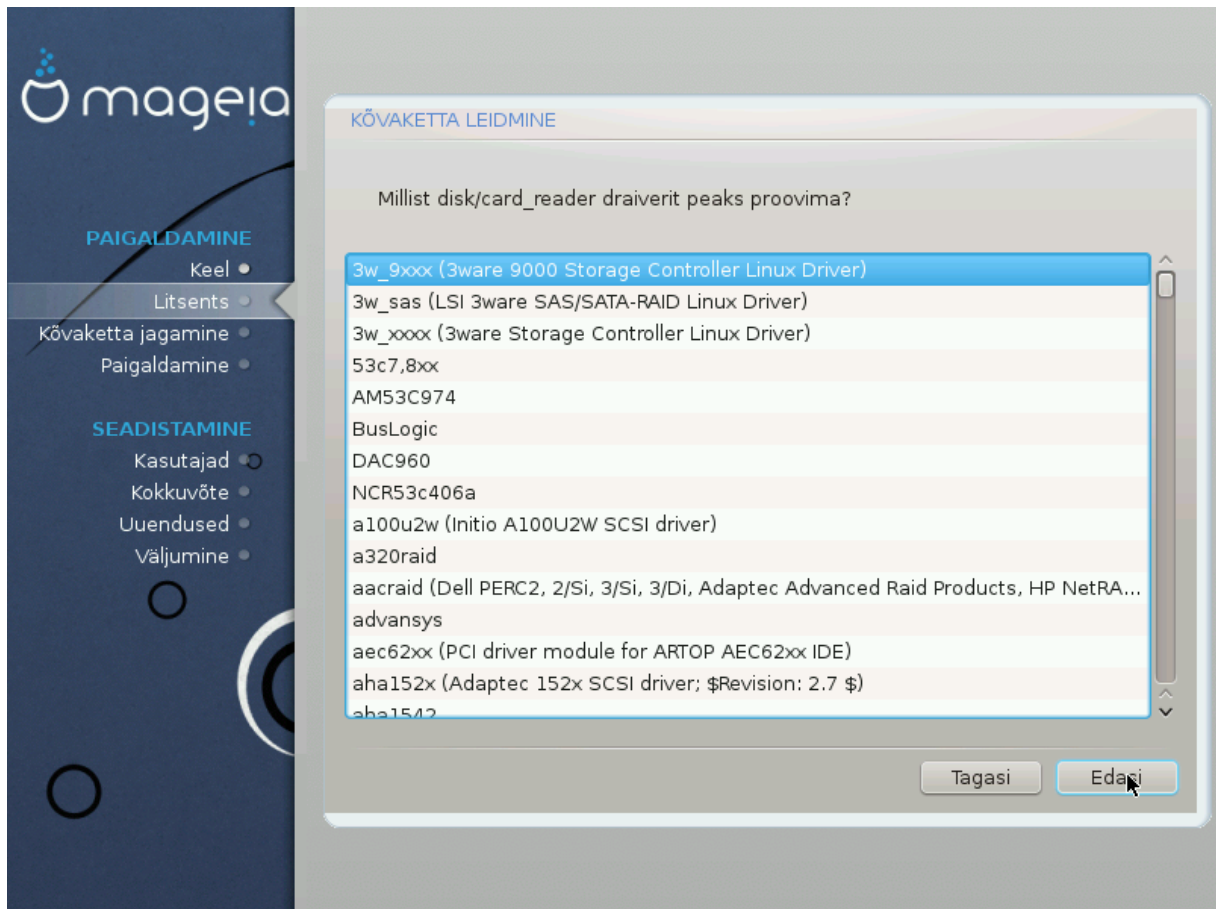 mageia
PAIGALDAMINE
Keel
Litsents
Kõvaketta jagamine
Paigaldamine
SEADISTAMINE
Kasutajad
Kokkuvõte
Uuendused
Väljumine
KÕVAKETTA LEIDMINE
Millist disk/card_reader draiverit peaks proovima?
3w_9xxx (3ware 9000 Storage Controller Linux Driver)
3w_sas (LSI 3ware SAS/SATA-RAID Linux Driver)
3w_xxxx (3ware Storage Controller Linux Driver)
53c7,8xx
AM53C974
BusLogic
DAC960
NCR53c406a
a100u2w (Initio A100U2W SCSI driver)
a320raid
aacraid (Dell PERC2, 2/Si, 3/Si, 3/Di, Adaptec Advanced Raid Products, HP NetRA...
advansys
aec62xx (PCI driver module for ARTOP AEC62xx IDE)
aha152x (Adaptec 152x SCSI driver; $Revision: 2.7 $)
aha1542
Tagasi
Edasi